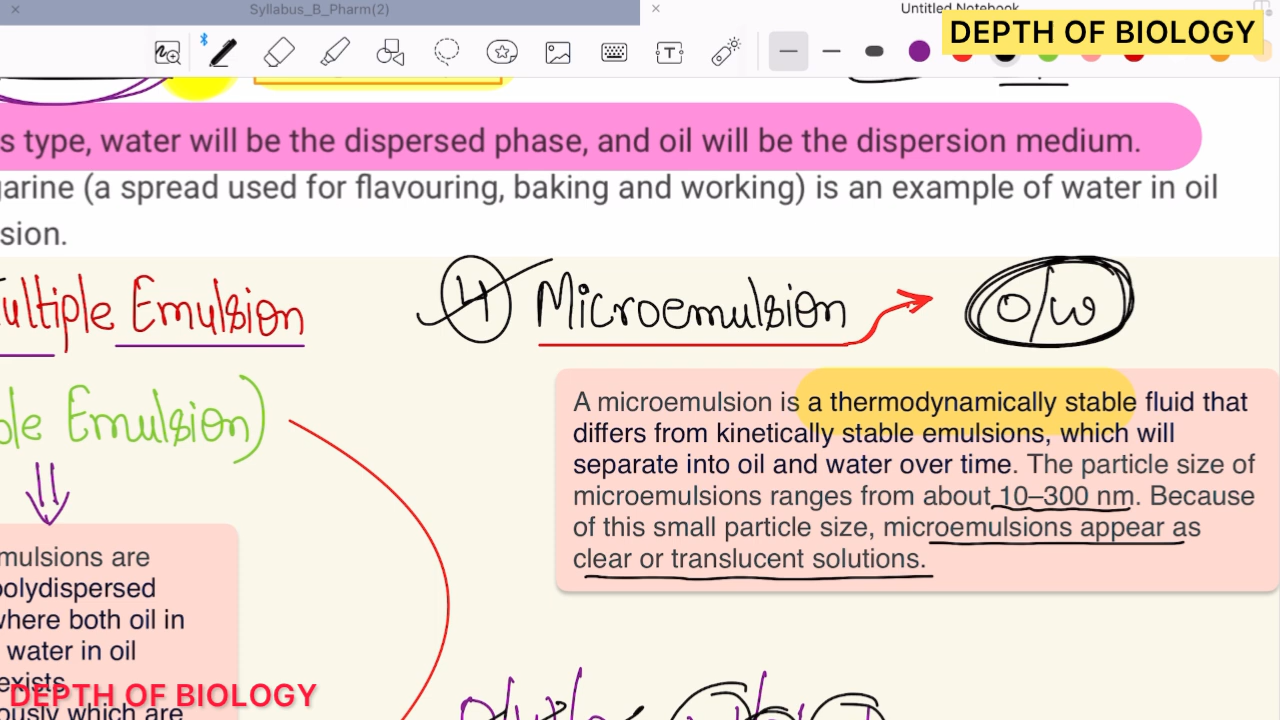 Syllabus_B_Pharm(2)
Untitled Notebook
DEPTH OF BIOLOGY
T
s type, water will be the dispersed phase, and oil will be the dispersion medium.
garine (a spread used for flavouring, baking and working) is an example of water in oil
sion.
ultiple Emulsion
4 Microemulsion
o/w
ble Emulsion)
A microemulsion is a thermodynamically stable fluid that
differs from kinetically stable emulsions, which will
separate into oil and water over time. The particle size of
microemulsions ranges from about 10–300 nm. Because
of this small particle size, microemulsions appear as
clear or translucent solutions.
mulsions are
polydispersed
where both oil in
water in oil
exists
ously which are
DEPTH OF BIOLOGY